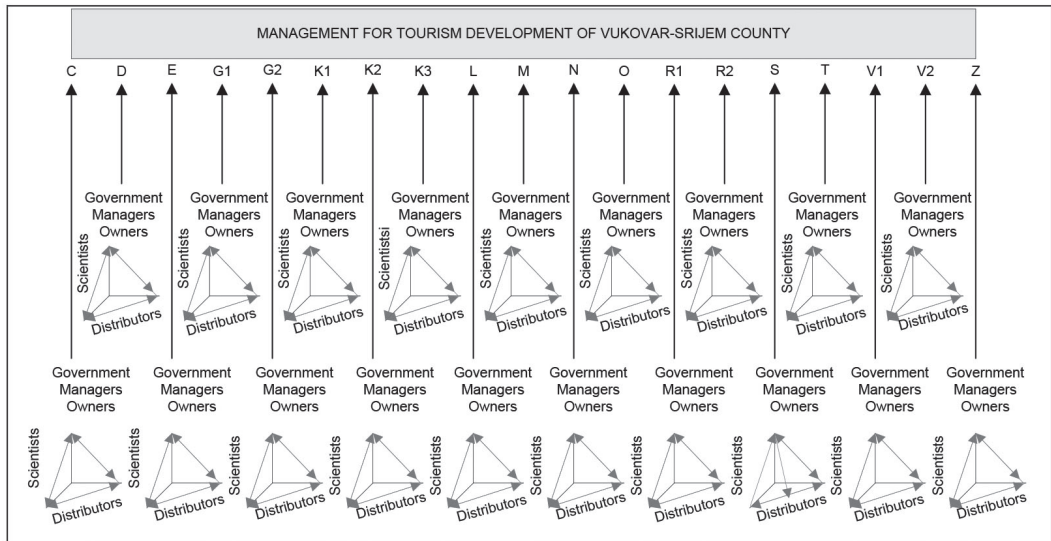 MANAGEMENT FOR TOURISM DEVELOPMENT OF VUKOVAR-SRIJEM COUNTY
C D E G1 G2 K1 K2 K3 L M N O R1 R2 S T V1 V2 Z
Government Government Government Government Government Government Government Government Government
Managers Managers Managers Managers Managers Managers Managers Managers Managers
Owners Owners Owners Owners Owners Owners Owners Owners Owners
Scientists Scientists Scientists Scientistsi Scientists Scientists Scientists Scientists Scientists
Distributors Distributors Distributors Distributors Distributors Distributors Distributors Distributors Distributors
Government Government Government Government Government Government Government Government Government Government
Managers Managers Managers Managers Managers Managers Managers Managers Managers Managers
Owners Owners Owners Owners Owners Owners Owners Owners Owners Owners
Scientists Scientists Scientists Scientists Scientists Scientists Scientists Scientists Scientists Scientists
Distributors Distributors Distributors Distributors Distributors Distributors Distributors Distributors Distributors Distributors